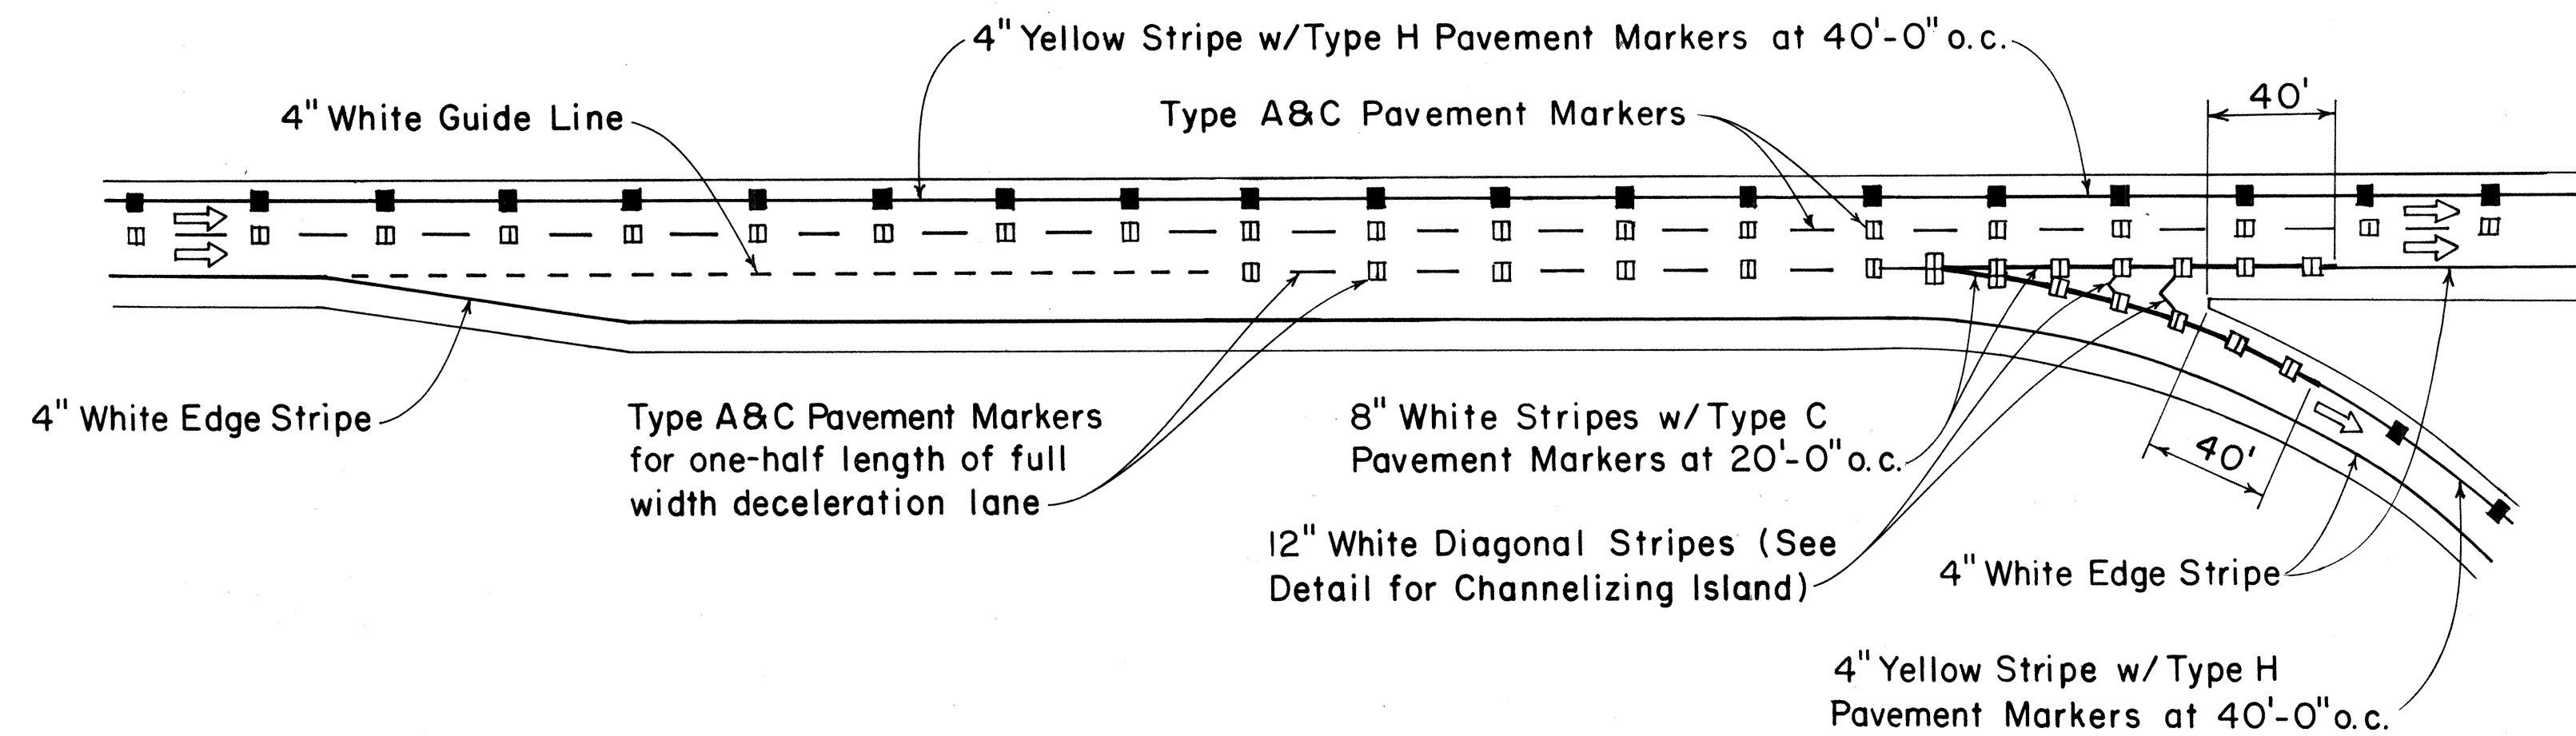 4" Yellow Stripe w/Type H Pavement Markers at 40'-0" o.c.
4" White Guide Line
Type A&C Pavement Markers
40'
4" White Edge Stripe
Type A&C Pavement Markers
for one-half length of full
width deceleration lane
8" White Stripes w/Type C
Pavement Markers at 20'-0" o.c.
40'
12" White Diagonal Stripes (See
Detail for Channelizing Island)
4" White Edge Stripe
4" Yellow Stripe w/Type H
Pavement Markers at 40'-0" o.c.